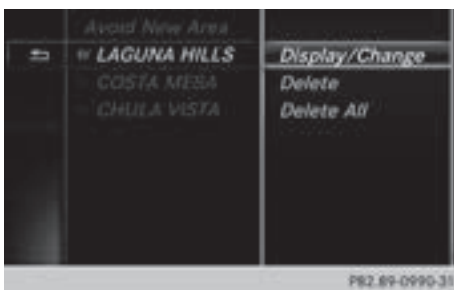 Avoid New Area
LAGUNA HILLS
COSTA MESA
CHULA VISTA
Display/Change
Delete
Delete All
P82.89-0990-31